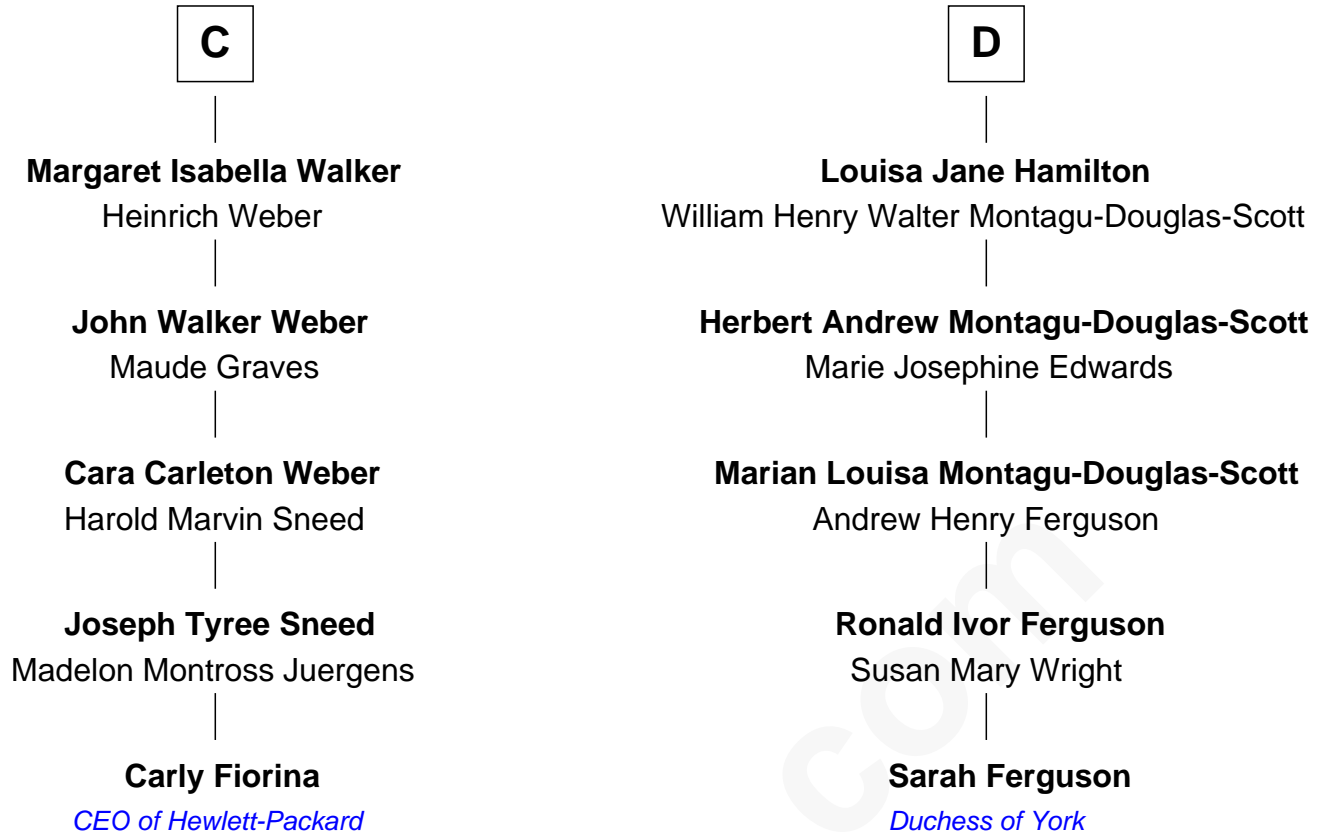 C
Margaret Isabella Walker
Heinrich Weber
John Walker Weber
Maude Graves
Cara Carleton Weber
Harold Marvin Sneed
Joseph Tyree Sneed
Madelon Montross Juergens
Carly Fiorina
CEO of Hewlett-Packard
D
Louisa Jane Hamilton
William Henry Walter Montagu-Douglas-Scott
Herbert Andrew Montagu-Douglas-Scott
Marie Josephine Edwards
Marian Louisa Montagu-Douglas-Scott
Andrew Henry Ferguson
Ronald Ivor Ferguson
Susan Mary Wright
Sarah Ferguson
Duchess of York
com